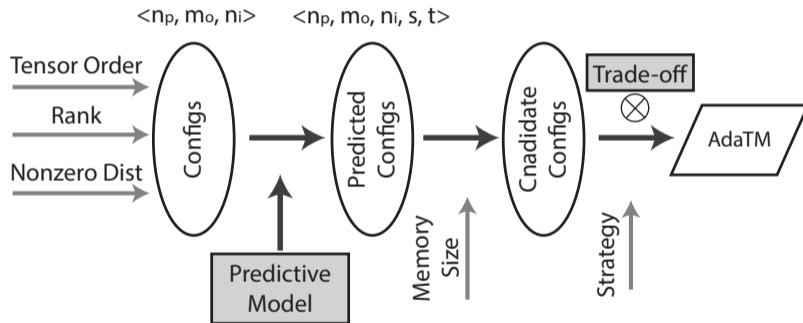 <np, mo, ni>
<np, mo, ni, s, t>
Tensor Order
Rank
Nonzero Dist
Configs
Predicted
Configs
Cnadidate
Configs
Trade-off
AdaTM
Predictive
Model
Memory
Size
Strategy